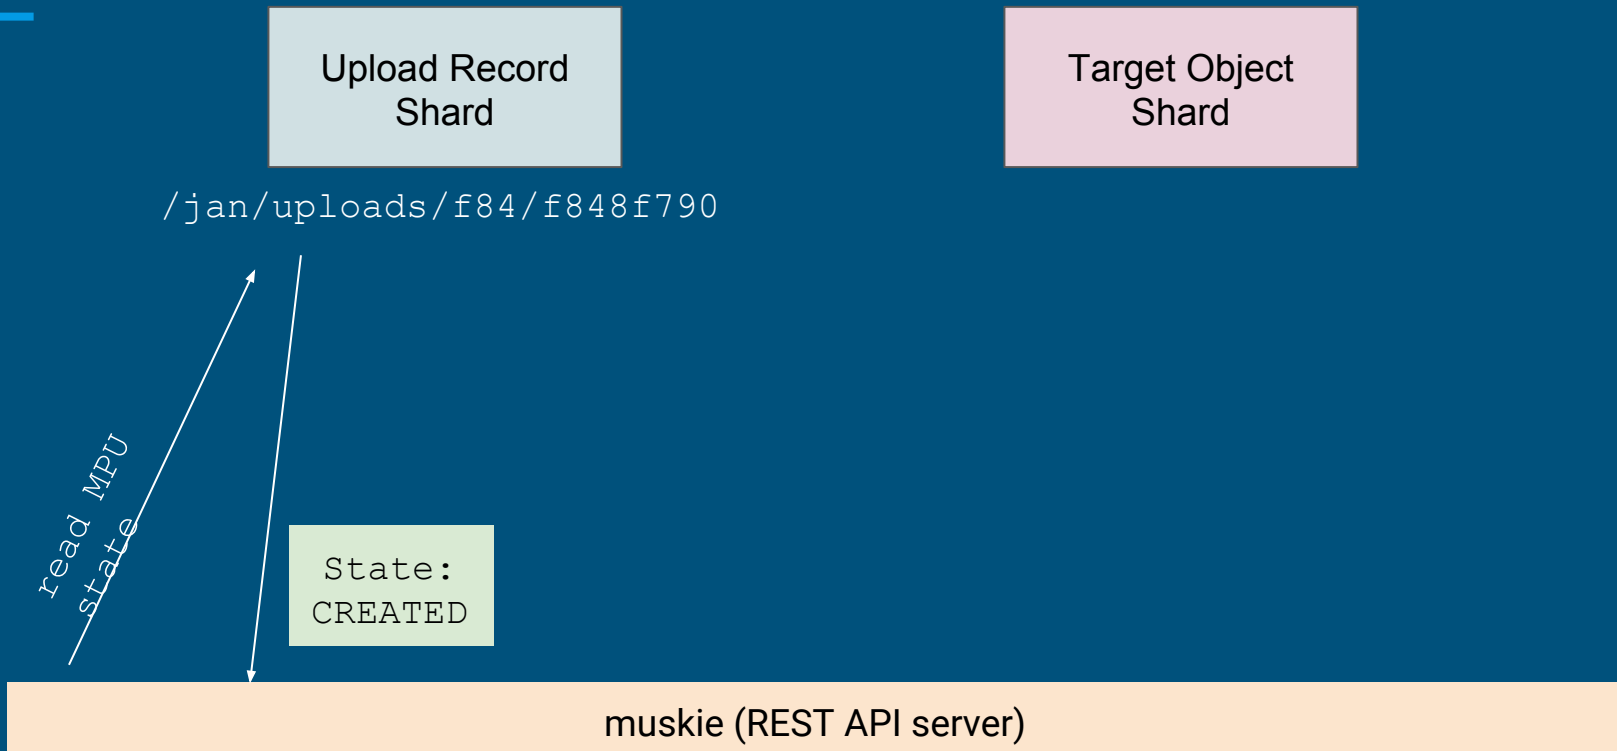 Upload Record
Shard
Target Object
Shard
/jan/uploads/f84/f848f790
read MPU
state
State:
CREATED
muskie (REST API server)